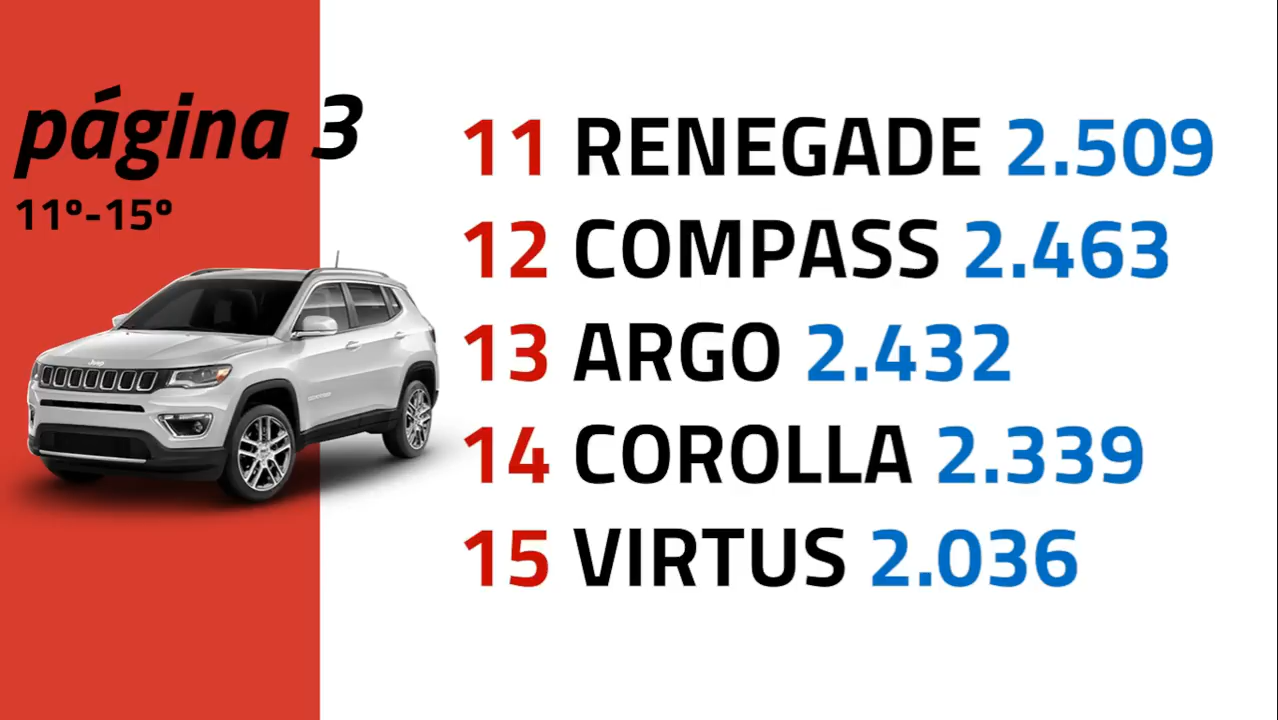 página 3
11º-15º
11 RENEGADE 2.509
12 COMPASS 2.463
13 ARGO 2.432
14 COROLLA 2.339
15 VIRTUS 2.036
Jeep